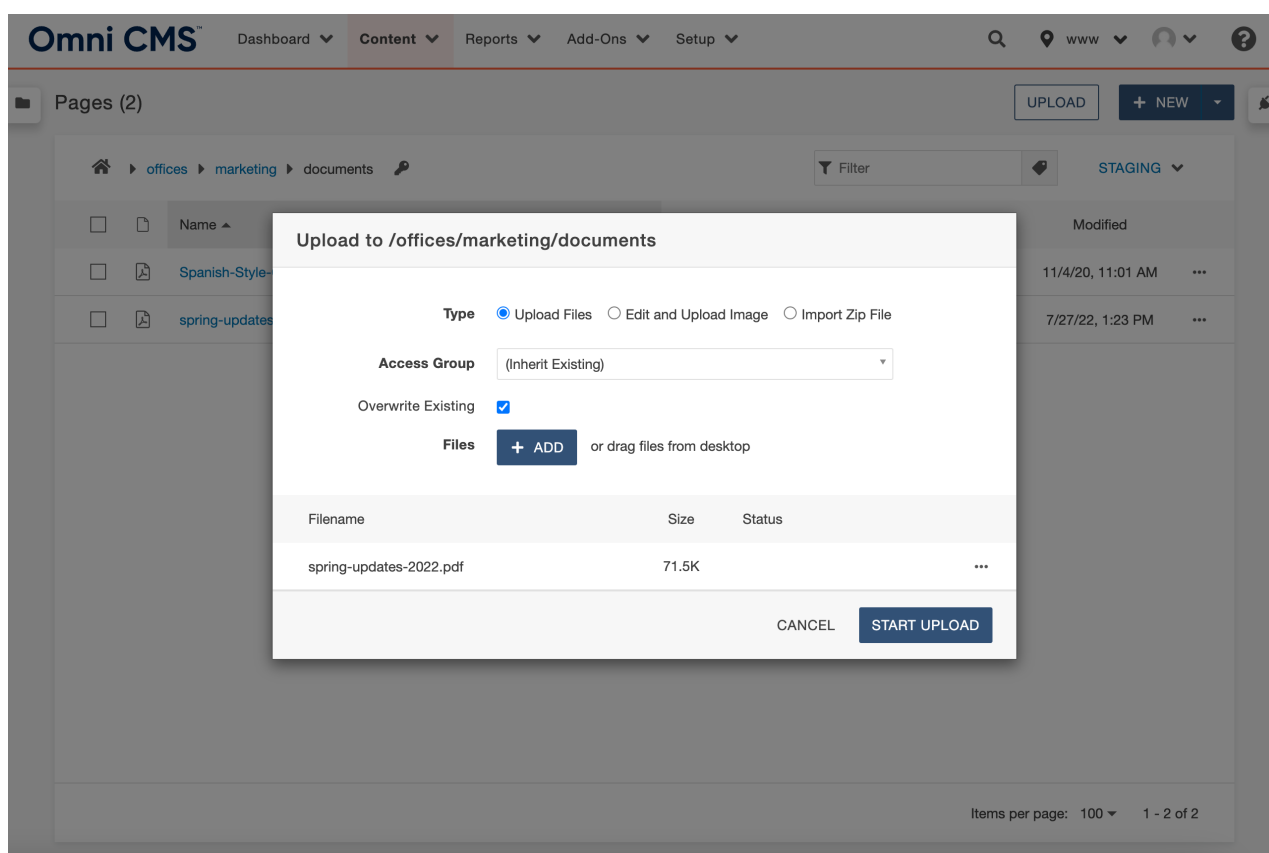 Omni CMS™ Dashboard Content Reports Add-Ons Setup www
Pages (2) UPLOAD + NEW
offices marketing documents Filter STAGING
Name Modified
Spanish-Style- 11/4/20, 11:01 AM
spring-updates 7/27/22, 1:23 PM
Upload to /offices/marketing/documents
Type Upload Files Edit and Upload Image Import Zip File
Access Group (Inherit Existing)
Overwrite Existing
Files + ADD or drag files from desktop
Filename Size Status
spring-updates-2022.pdf 71.5K
CANCEL START UPLOAD
Items per page: 100 1 - 2 of 2